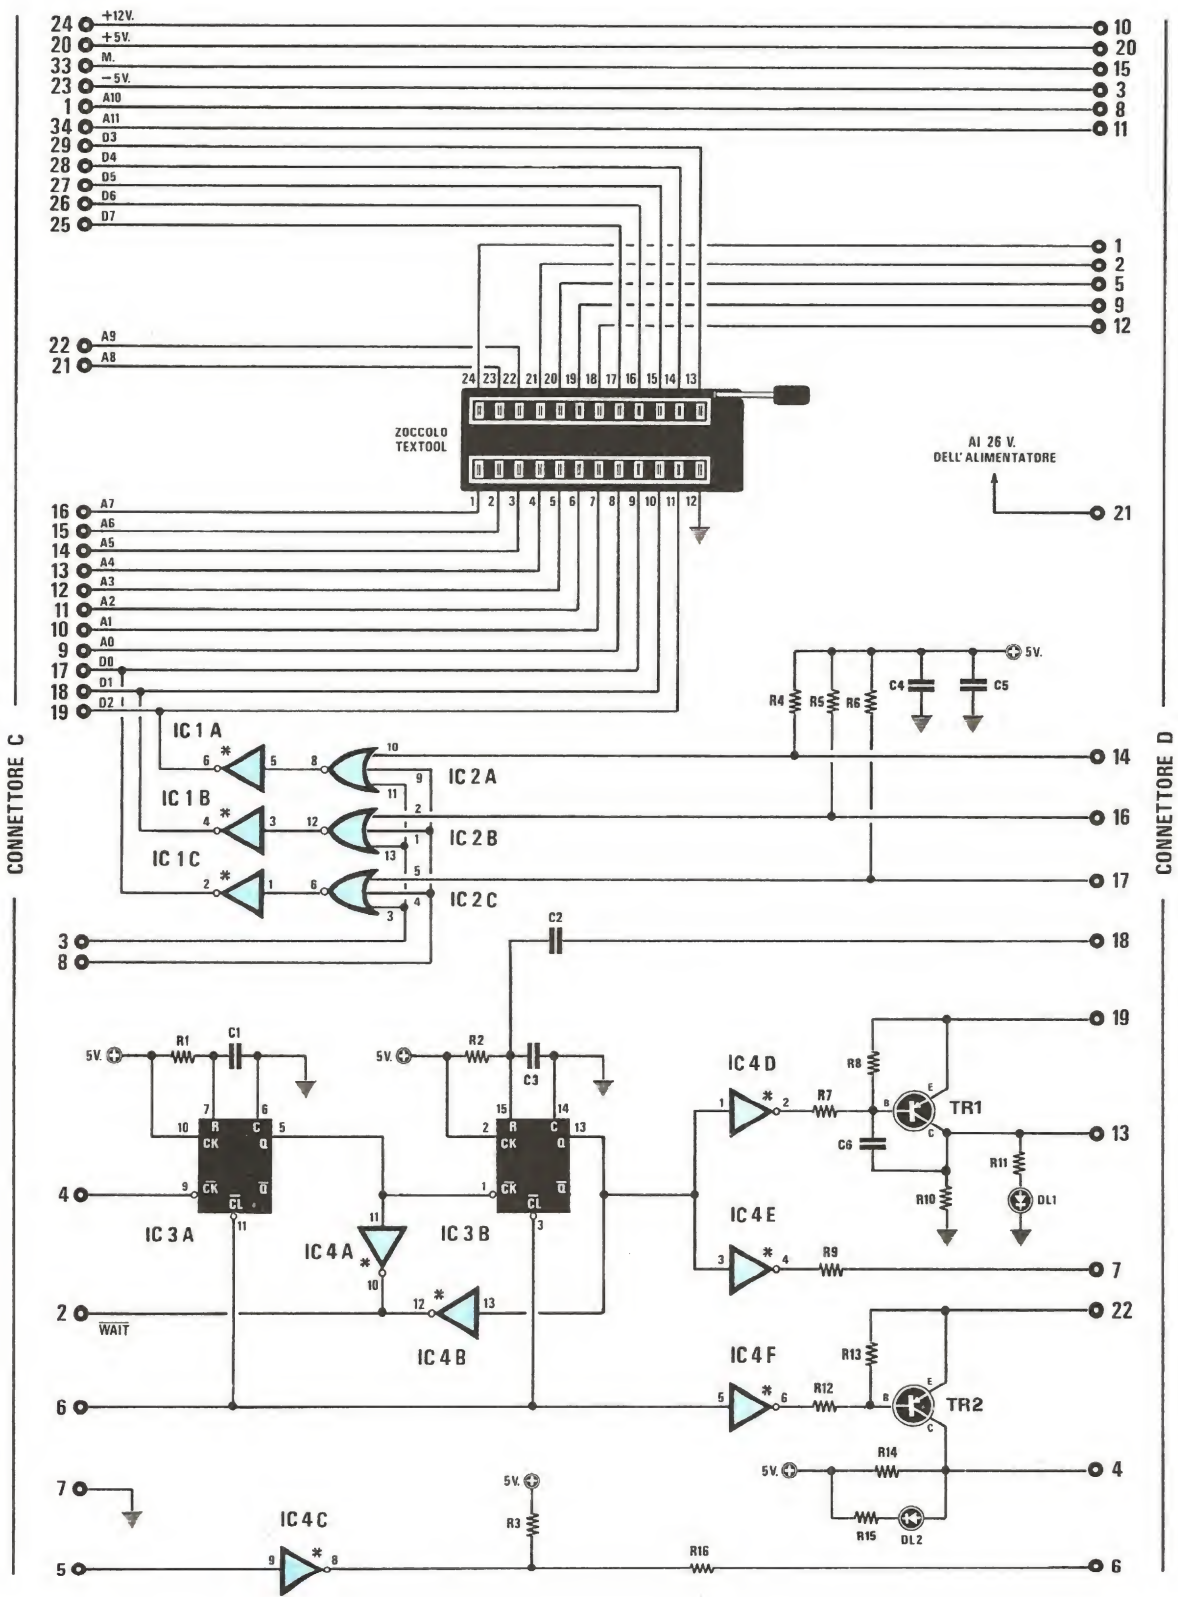 24 +12V. 10
20 +5V. 20
33 M. 15
23 –5V. 3
1 A10 8
34 A11 11
29 D3
28 D4
27 D5
26 D6
25 D7
1
2
5
9
12
22 A9
21 A8
24 23 22 21 20 19 18 17 16 15 14 13
ZOCCOLO
TEXTOOL
AI 26 V.
DELL'ALIMENTATORE
1 2 3 4 5 6 7 8 9 10 11 12
21
16 A7
15 A6
14 A5
13 A4
12 A3
11 A2
10 A1
9 A0
17 D0
18 D1
19 D2
5V.
R4 R5 R6 C4 C5
CONNETTORE C
CONNETTORE D
IC 1 A
6 * 5 8 10 9 11 IC 2 A 14
IC 1 B
4 * 3 12 2 1 13 IC 2 B 16
IC 1 C
2 * 1 6 5 4 3 IC 2 C 17
3
8
C2 18
19
5V. R1 C1
5V. R2 C3
7 6
R C
10 CK Q 5
9 CK Q
CL
11
IC 3 A
4
15 14
R C
2 CK Q 13
1 CK Q
CL
3
IC 3 B
IC 4 A
11
*
10
IC 4 B
12 * 13
2 WAIT
IC 4 D
1 * 2 R7 R8 B E C TR1
C6 R10 R11 DL1
13
IC 4 E
3 * 4 R9 7
22
IC 4 F
5 * 6 R12 R13 B E C TR2
6
5V. R14 4
R15 DL2
7
5V.
R3
IC 4 C
5 9 * 8 R16 6